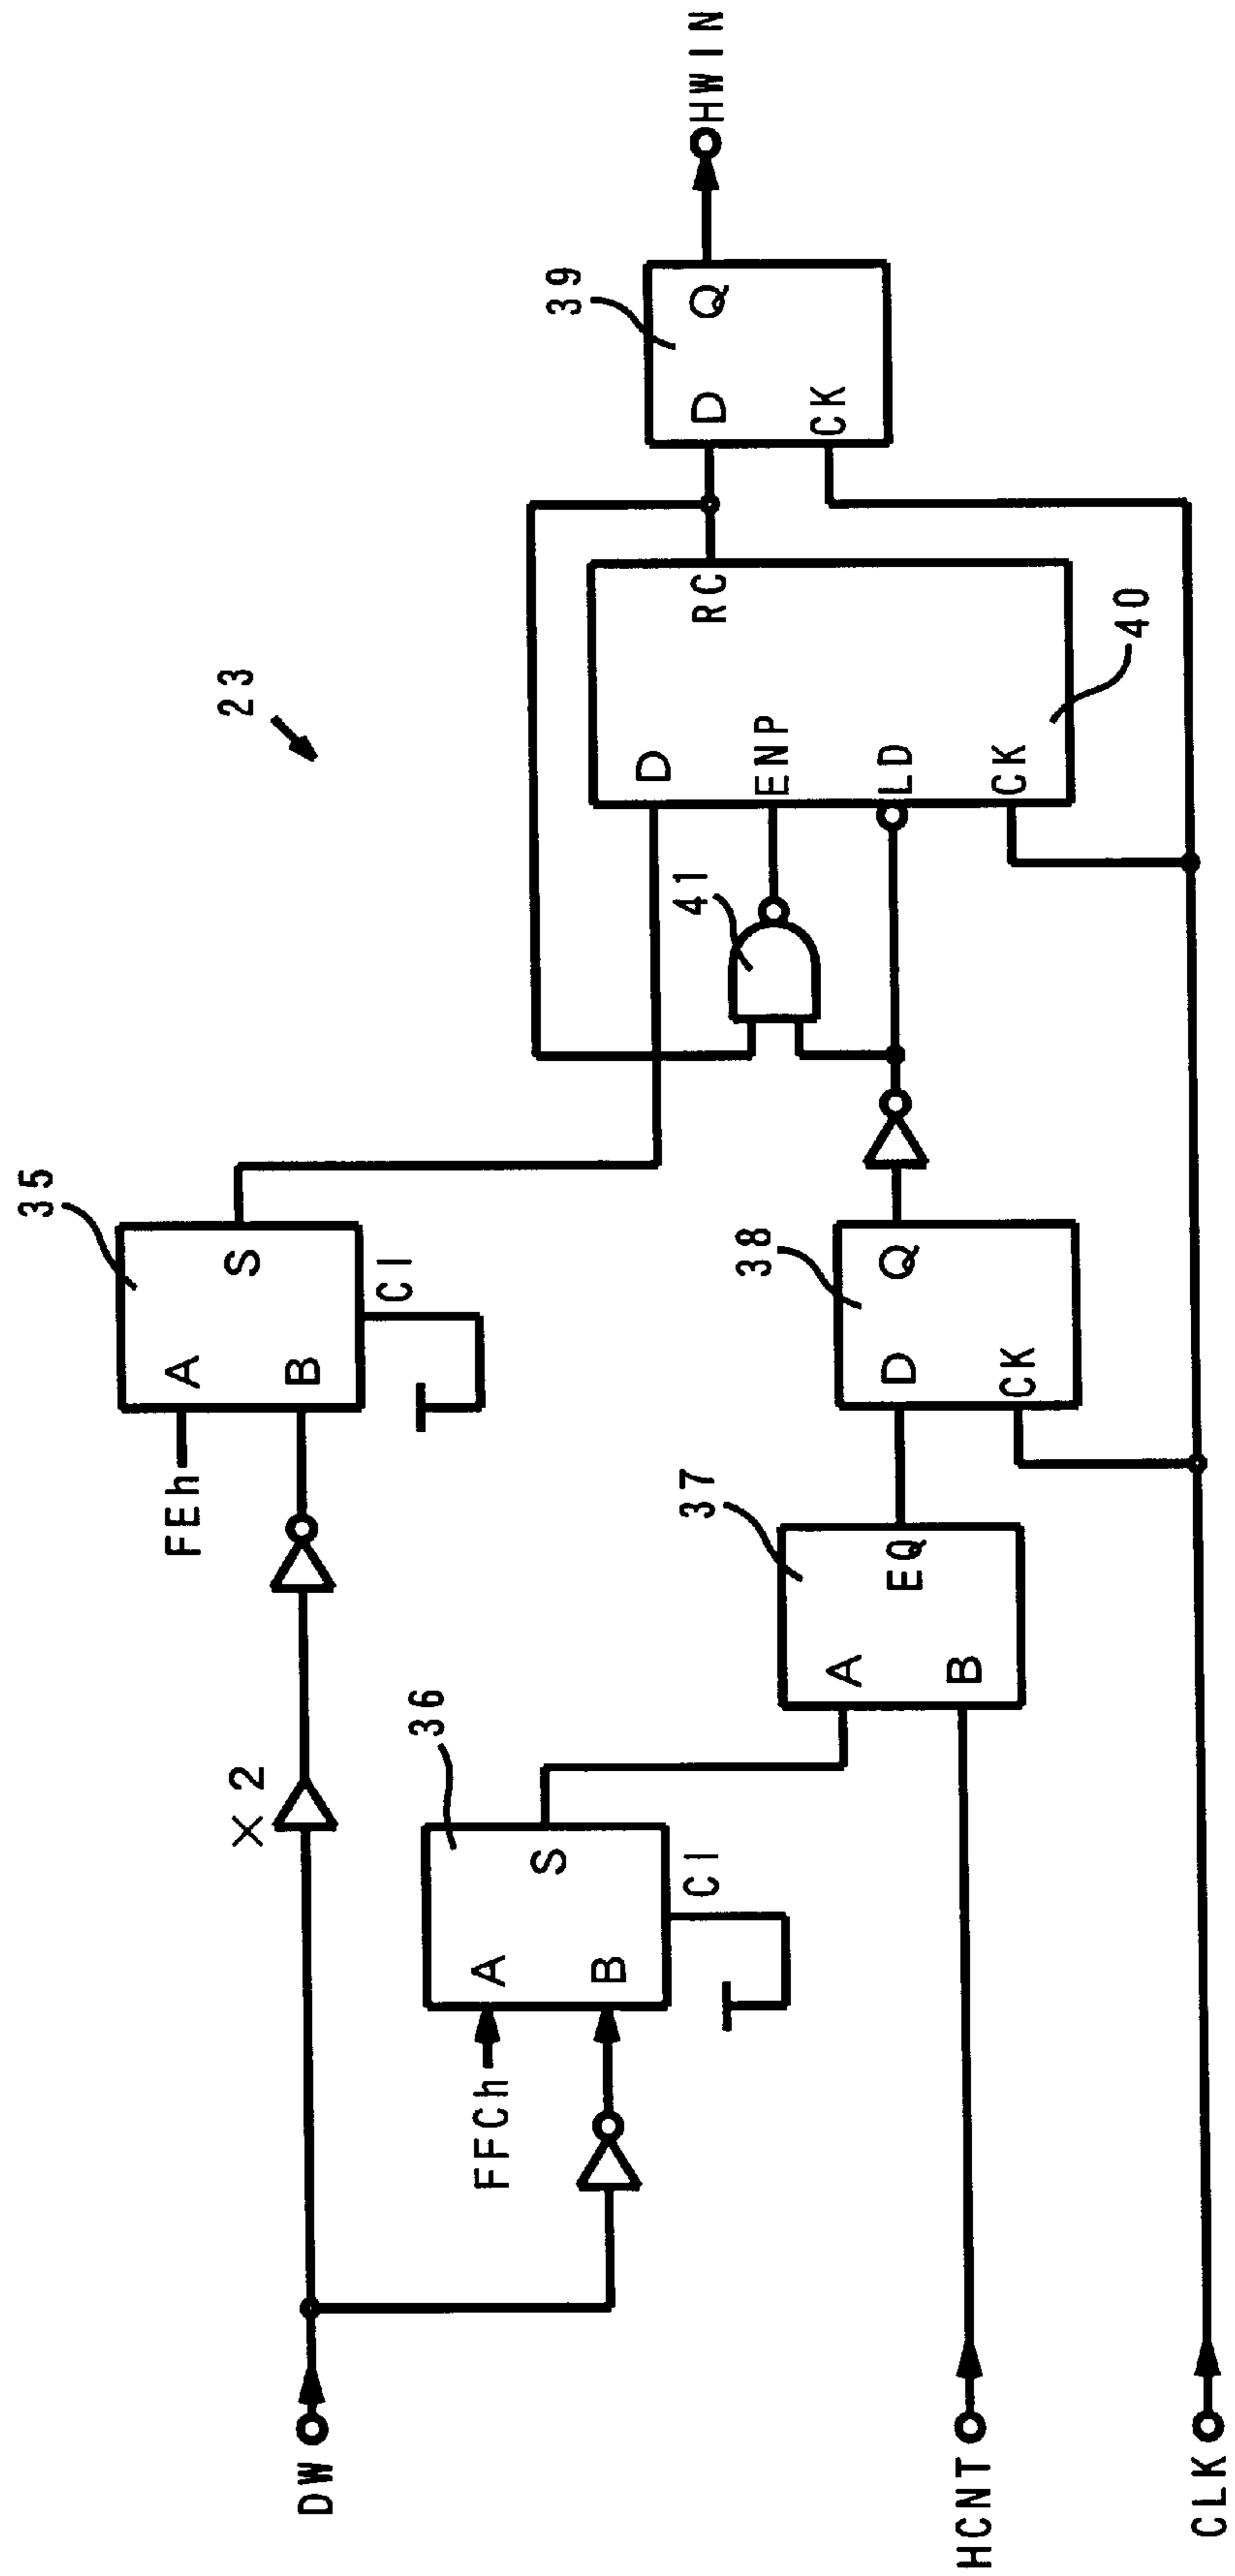 23
35
A
S
B
CI
FEh
×2
36
A
S
B
CI
FFCh
DW
37
A
EQ
B
38
D
Q
CK
41
D
RC
ENP
LD
CK
40
39
D
Q
CK
HWIN
HCNT
CLK